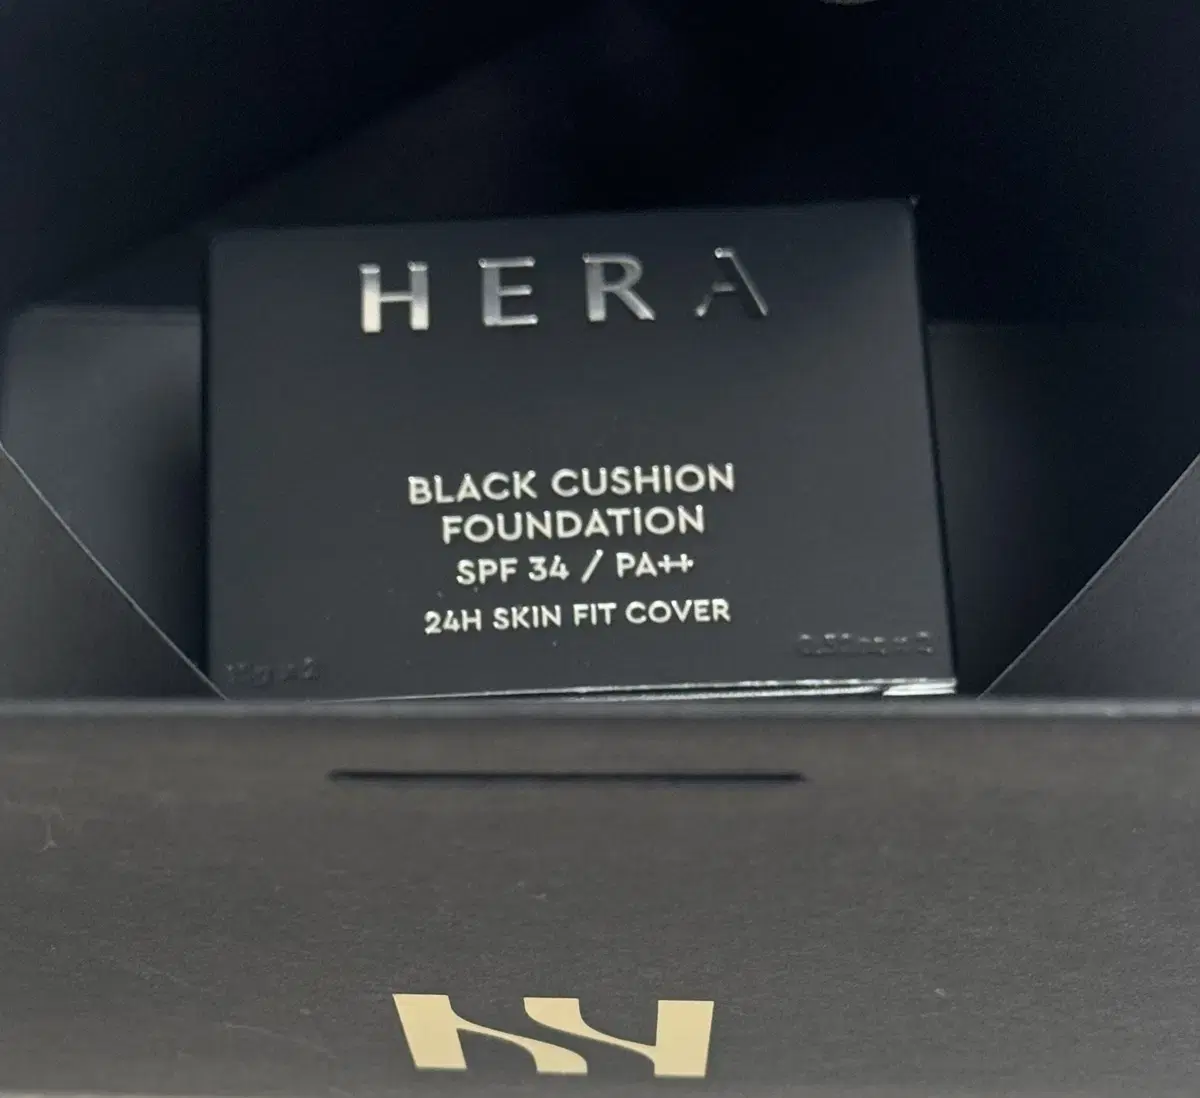 HERA
BLACK CUSHION
FOUNDATION
SPF 34 / PA++
24H SKIN FIT COVER